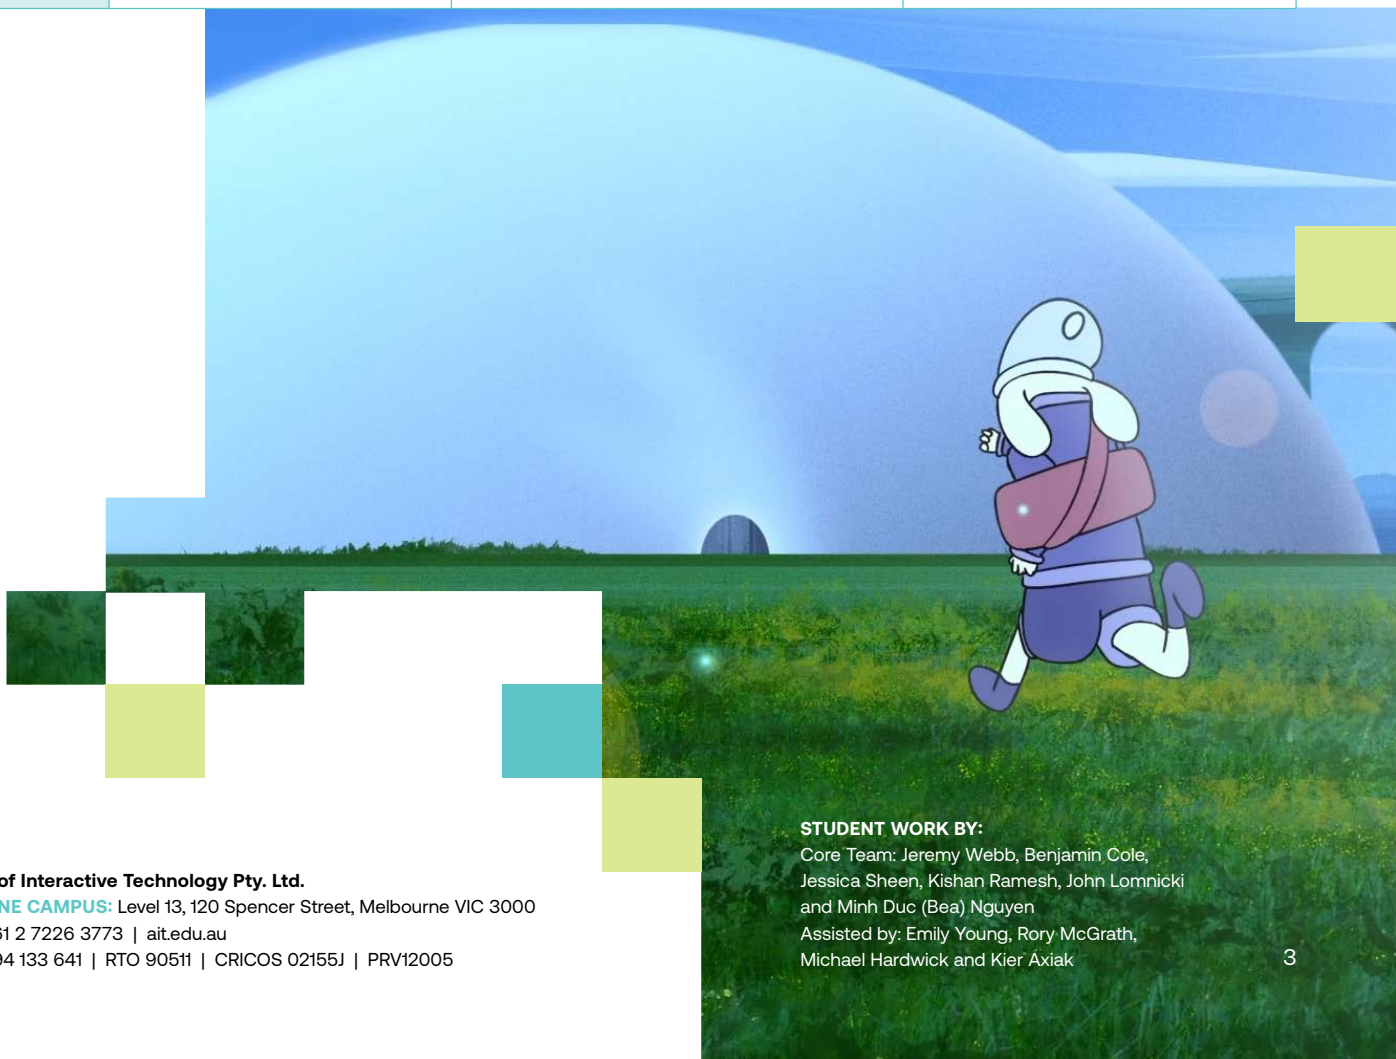 of Interactive Technology Pty. Ltd.
NE CAMPUS: Level 13, 120 Spencer Street, Melbourne VIC 3000
61 2 7226 3773 | ait.edu.au
94 133 641 | RTO 90511 | CRICOS 02155J | PRV12005
STUDENT WORK BY:
Core Team: Jeremy Webb, Benjamin Cole,
Jessica Sheen, Kishan Ramesh, John Lomnicki
and Minh Duc (Bea) Nguyen
Assisted by: Emily Young, Rory McGrath,
Michael Hardwick and Kier Axiak
3